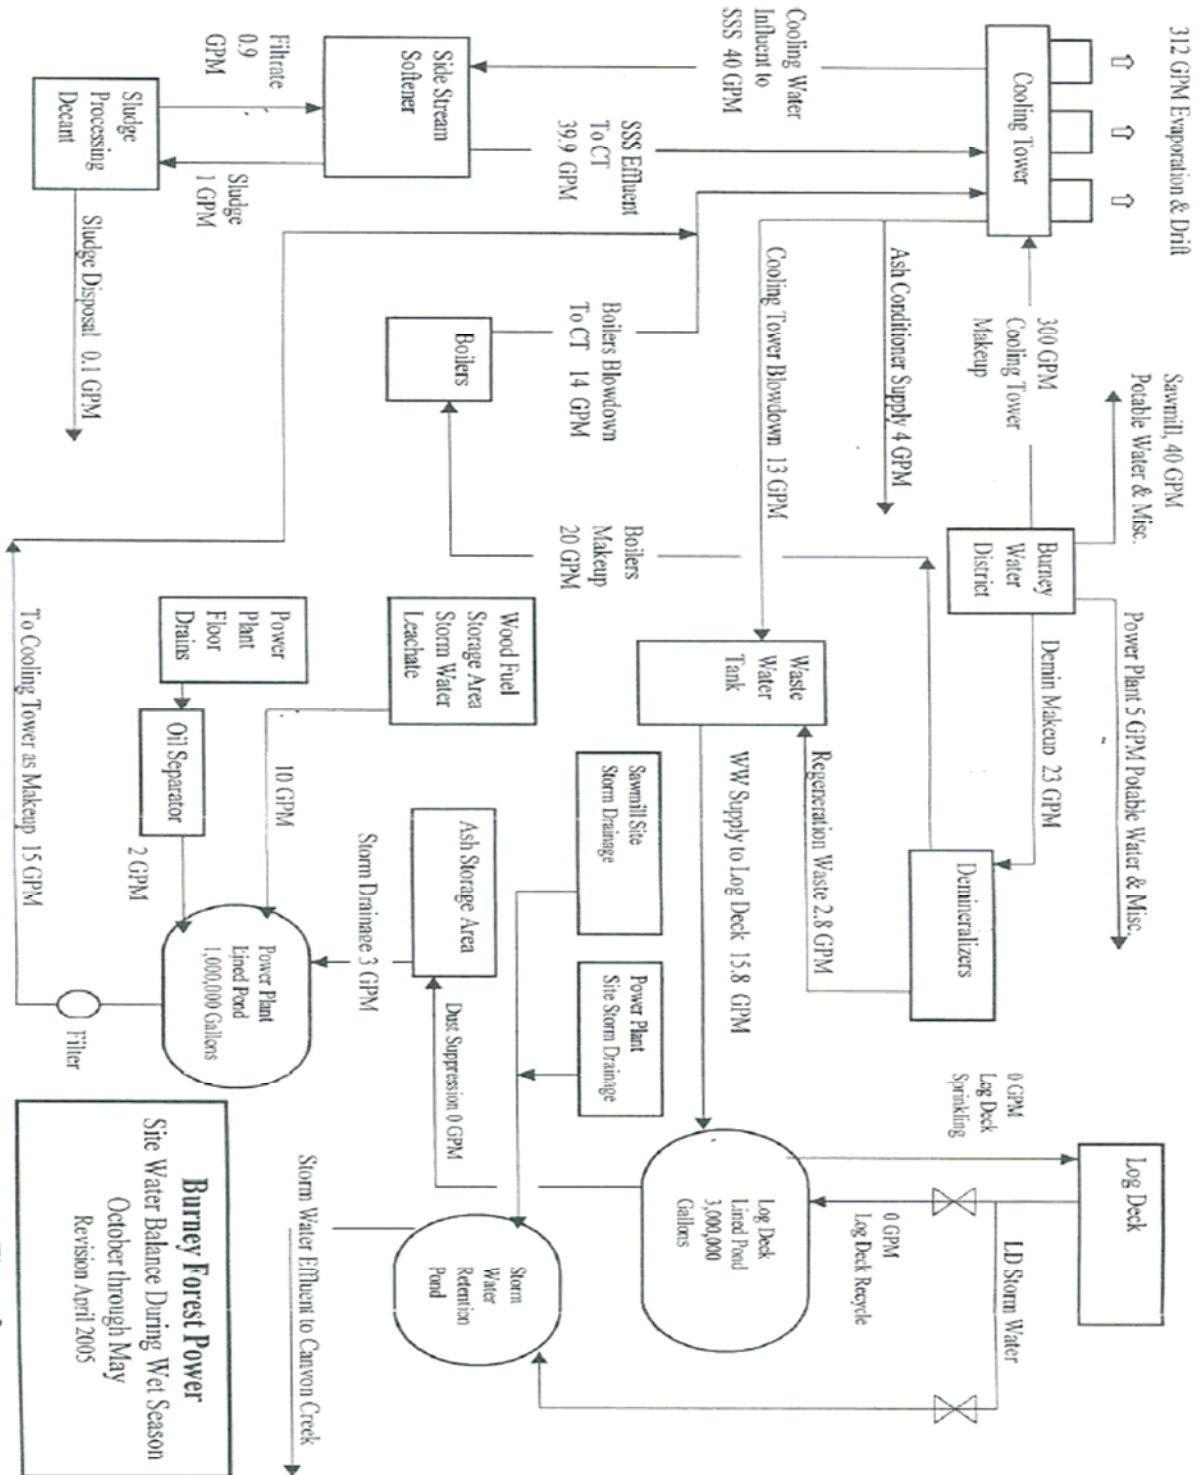 312 GPM Evaporation & Drift
Cooling Tower
Cooling Water
Influent to
SSS 40 GPM
SSS Effluent
To CT
39.9 GPM
Side Stream
Softener
Filtrate
0.9
GPM
Sludge
1 GPM
Sludge
Processing
Decant
Sludge Disposal 0.1 GPM
300 GPM
Cooling Tower
Makeup
Ash Conditioner Supply 4 GPM
Cooling Tower Blowdown 13 GPM
Boilers Blowdown
To CT 14 GPM
Boilers
Sawmill, 40 GPM
Potable Water & Misc.
Burney
Water
District
Power Plant 5 GPM Potable Water & Misc.
Demin Makeup 23 GPM
Demineralizers
Boilers
Makeup
20 GPM
Waste
Water
Tank
Regeneration Waste 2.8 GPM
WW Supply to Log Deck 15.8 GPM
Wood Fuel
Storage Area
Storm Water
Leachate
Power
Plant
Floor
Drains
Oil Separator
10 GPM
2 GPM
To Cooling Tower as Makeup 15 GPM
Sawmill Site
Storm Drainage
Power Plant
Site Storm Drainage
Ash Storage Area
Storm Drainage 3 GPM
Dust Suppression 0 GPM
Power Plant
Lined Pond
1,000,000 Gallons
Filter
0 GPM
Log Deck
Sprinkling
Log Deck
0 GPM
Log Deck Recycle
LD Storm Water
Log Deck
Lined Pond
3,000,000
Gallons
Storm
Water
Retention
Pond
Storm Water Effluent to Canyon Creek
Burney Forest Power
Site Water Balance During Wet Season
October through May
Revision April 2005